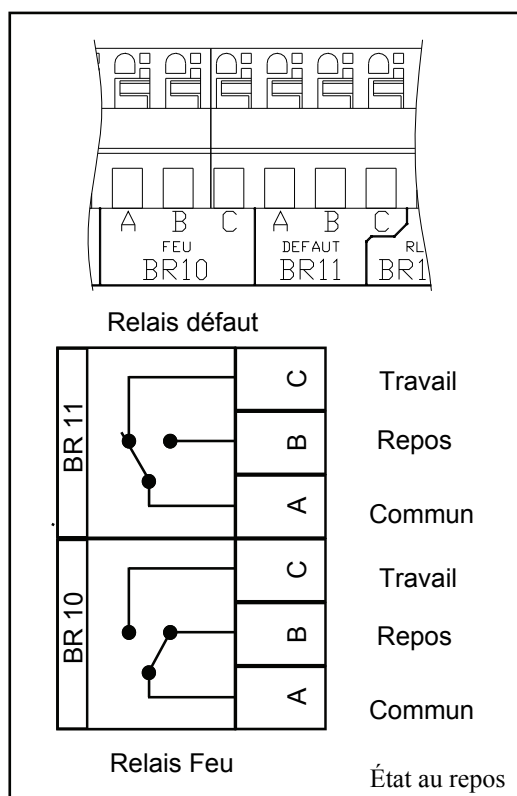 A B C A B C
FEU DEFAUT RL
BR10 BR11 BR1
Relais défaut
BR 11
C Travail
B Repos
A Commun
BR 10
C Travail
B Repos
A Commun
Relais Feu
État au repos